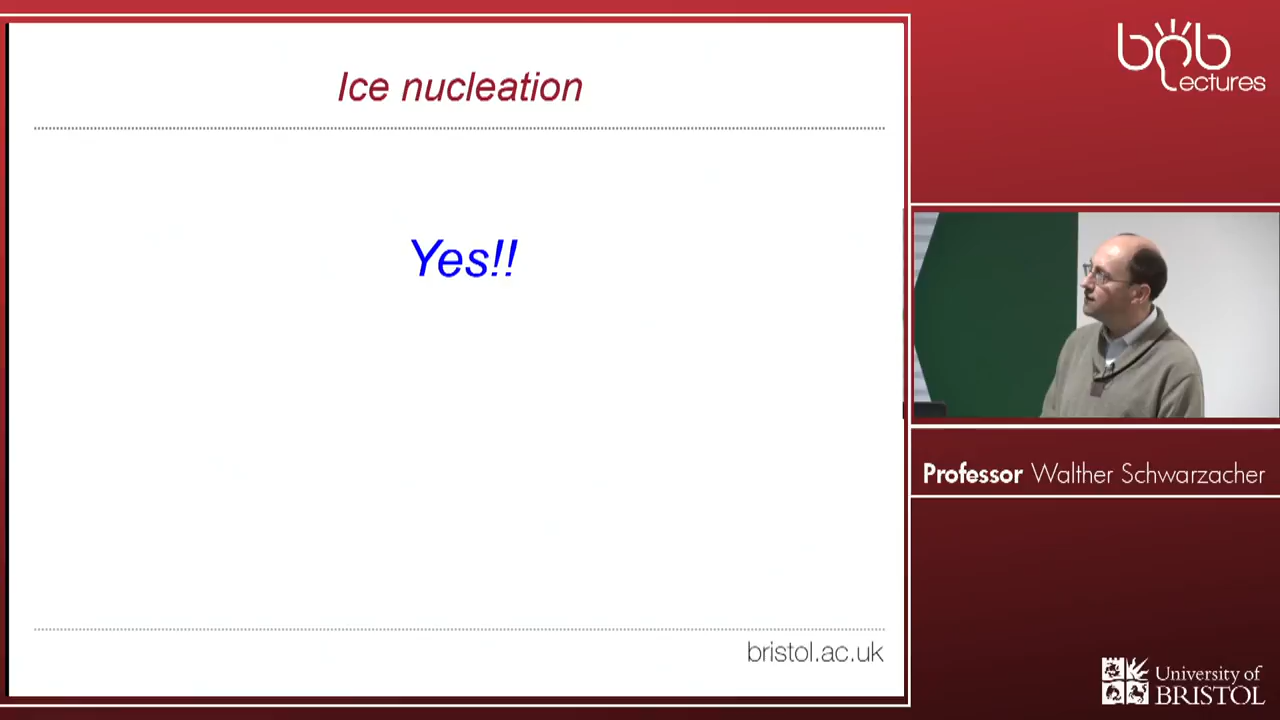 Ice nucleation
Yes!!
bristol.ac.uk
bob
Lectures
Professor Walther Schwarzacher
University of
BRISTOL